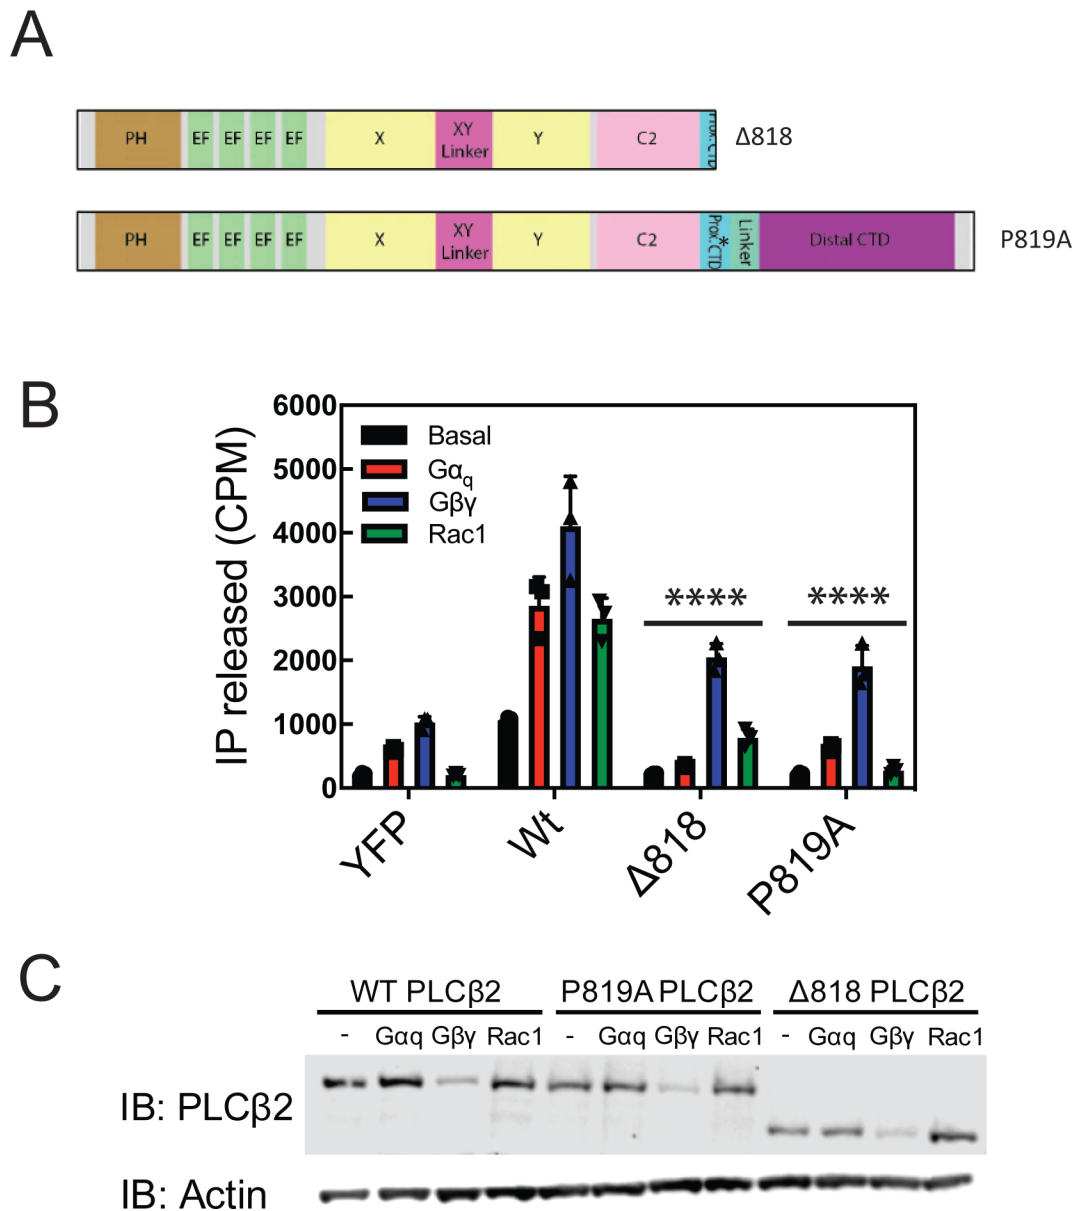 A
PH EF EF EF EF X XY Linker Y C2 Prox. CTD Δ818
PH EF EF EF EF X XY Linker Y C2 Prox. CTD * Linker Distal CTD P819A
B
IP released (CPM)
6000
5000
4000
3000
2000
1000
0
Basal
Gαq
Gβγ
Rac1
**** ****
YFP Wt Δ818 P819A
C
WT PLCβ2 P819A PLCβ2 Δ818 PLCβ2
- Gαq Gβγ Rac1 - Gαq Gβγ Rac1 - Gαq Gβγ Rac1
IB: PLCβ2
IB: Actin